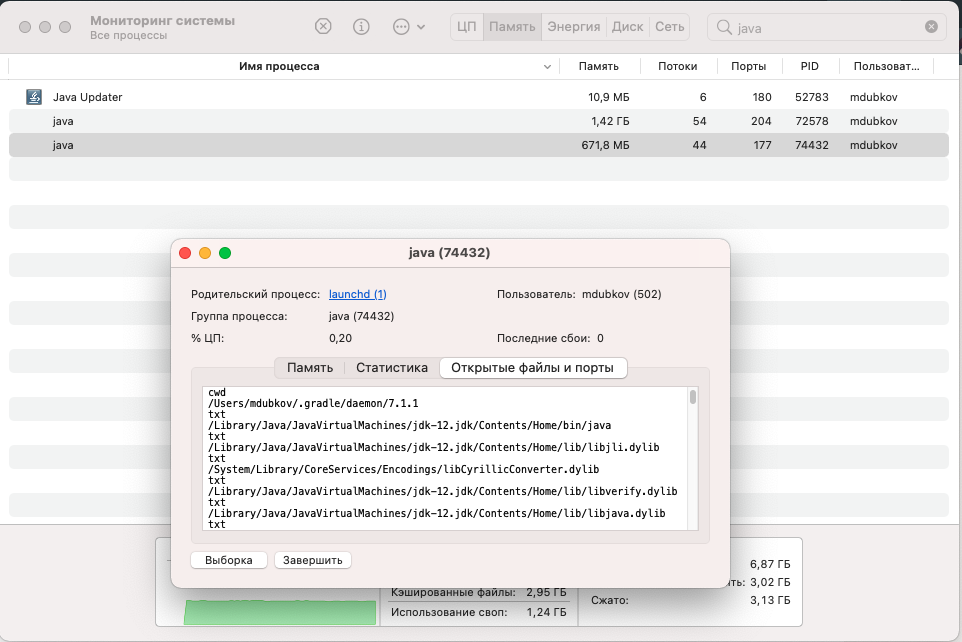 Мониторинг системы
Все процессы
ЦП Память Энергия Диск Сеть
java
Имя процесса Память Потоки Порты PID Пользоват...
Java Updater 10,9 МБ 6 180 52783 mdubkov
java 1,42 ГБ 54 204 72578 mdubkov
java 671,8 МБ 44 177 74432 mdubkov
java (74432)
Родительский процесс: launchd (1) Пользователь: mdubkov (502)
Группа процесса: java (74432)
% ЦП: 0,20 Последние сбои: 0
Память Статистика Открытые файлы и порты
cwd
/Users/mdubkov/.gradle/daemon/7.1.1
txt
/Library/Java/JavaVirtualMachines/jdk-12.jdk/Contents/Home/bin/java
txt
/Library/Java/JavaVirtualMachines/jdk-12.jdk/Contents/Home/lib/libjli.dylib
txt
/System/Library/CoreServices/Encodings/libCyrillicConverter.dylib
txt
/Library/Java/JavaVirtualMachines/jdk-12.jdk/Contents/Home/lib/libverify.dylib
txt
/Library/Java/JavaVirtualMachines/jdk-12.jdk/Contents/Home/lib/libjava.dylib
txt
Выборка Завершить
6,87 ГБ
ть: 3,02 ГБ
Кэшированные файлы: 2,95 ГБ
Сжато: 3,13 ГБ
Использование своп: 1,24 ГБ